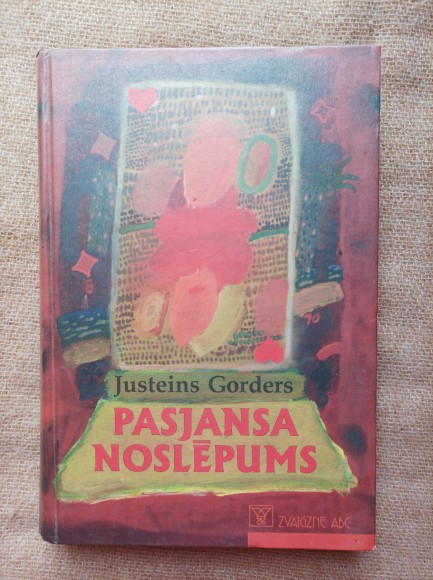 Justeins Gorders
PASJANSA
NOSLĒPUMS
ZVAIGZNE ABC